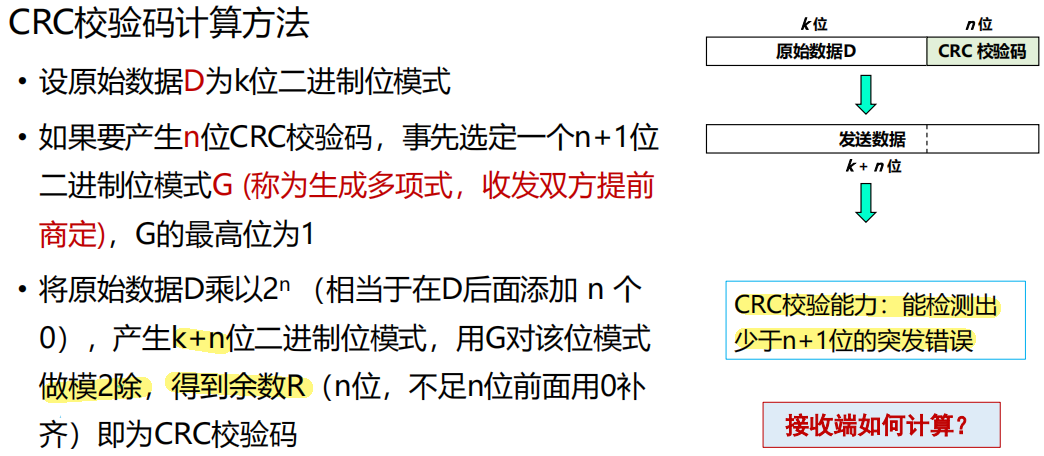 CRC校验码计算方法
• 设原始数据D为k位二进制位模式
• 如果要产生n位CRC校验码，事先选定一个n+1位
二进制位模式G (称为生成多项式，收发双方提前
商定)，G的最高位为1
• 将原始数据D乘以2ⁿ （相当于在D后面添加 n 个
0），产生k+n位二进制位模式，用G对该位模式
做模2除，得到余数R（n位，不足n位前面用0补
齐）即为CRC校验码
k 位 n 位
原始数据D CRC 校验码
发送数据
k + n 位
CRC校验能力：能检测出
少于n+1位的突发错误
接收端如何计算？